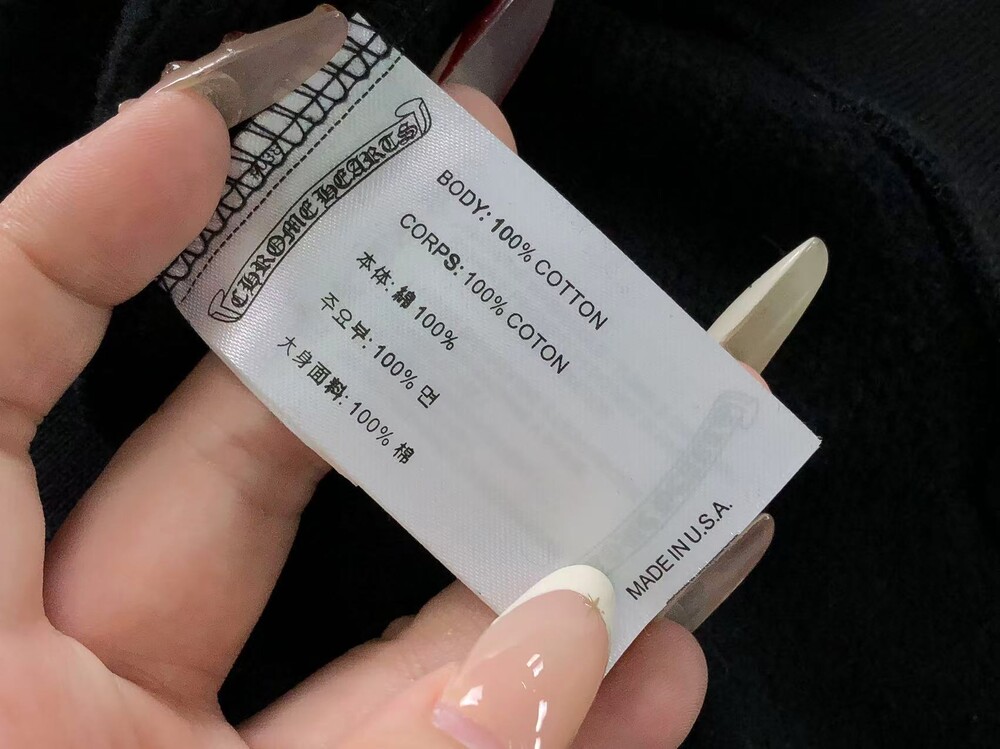 CHROME HEARTS
BODY: 100% COTTON
CORPS: 100% COTON
本体: 綿 100%
주요부: 100% 면
大身面料: 100% 棉
MADE IN U.S.A.